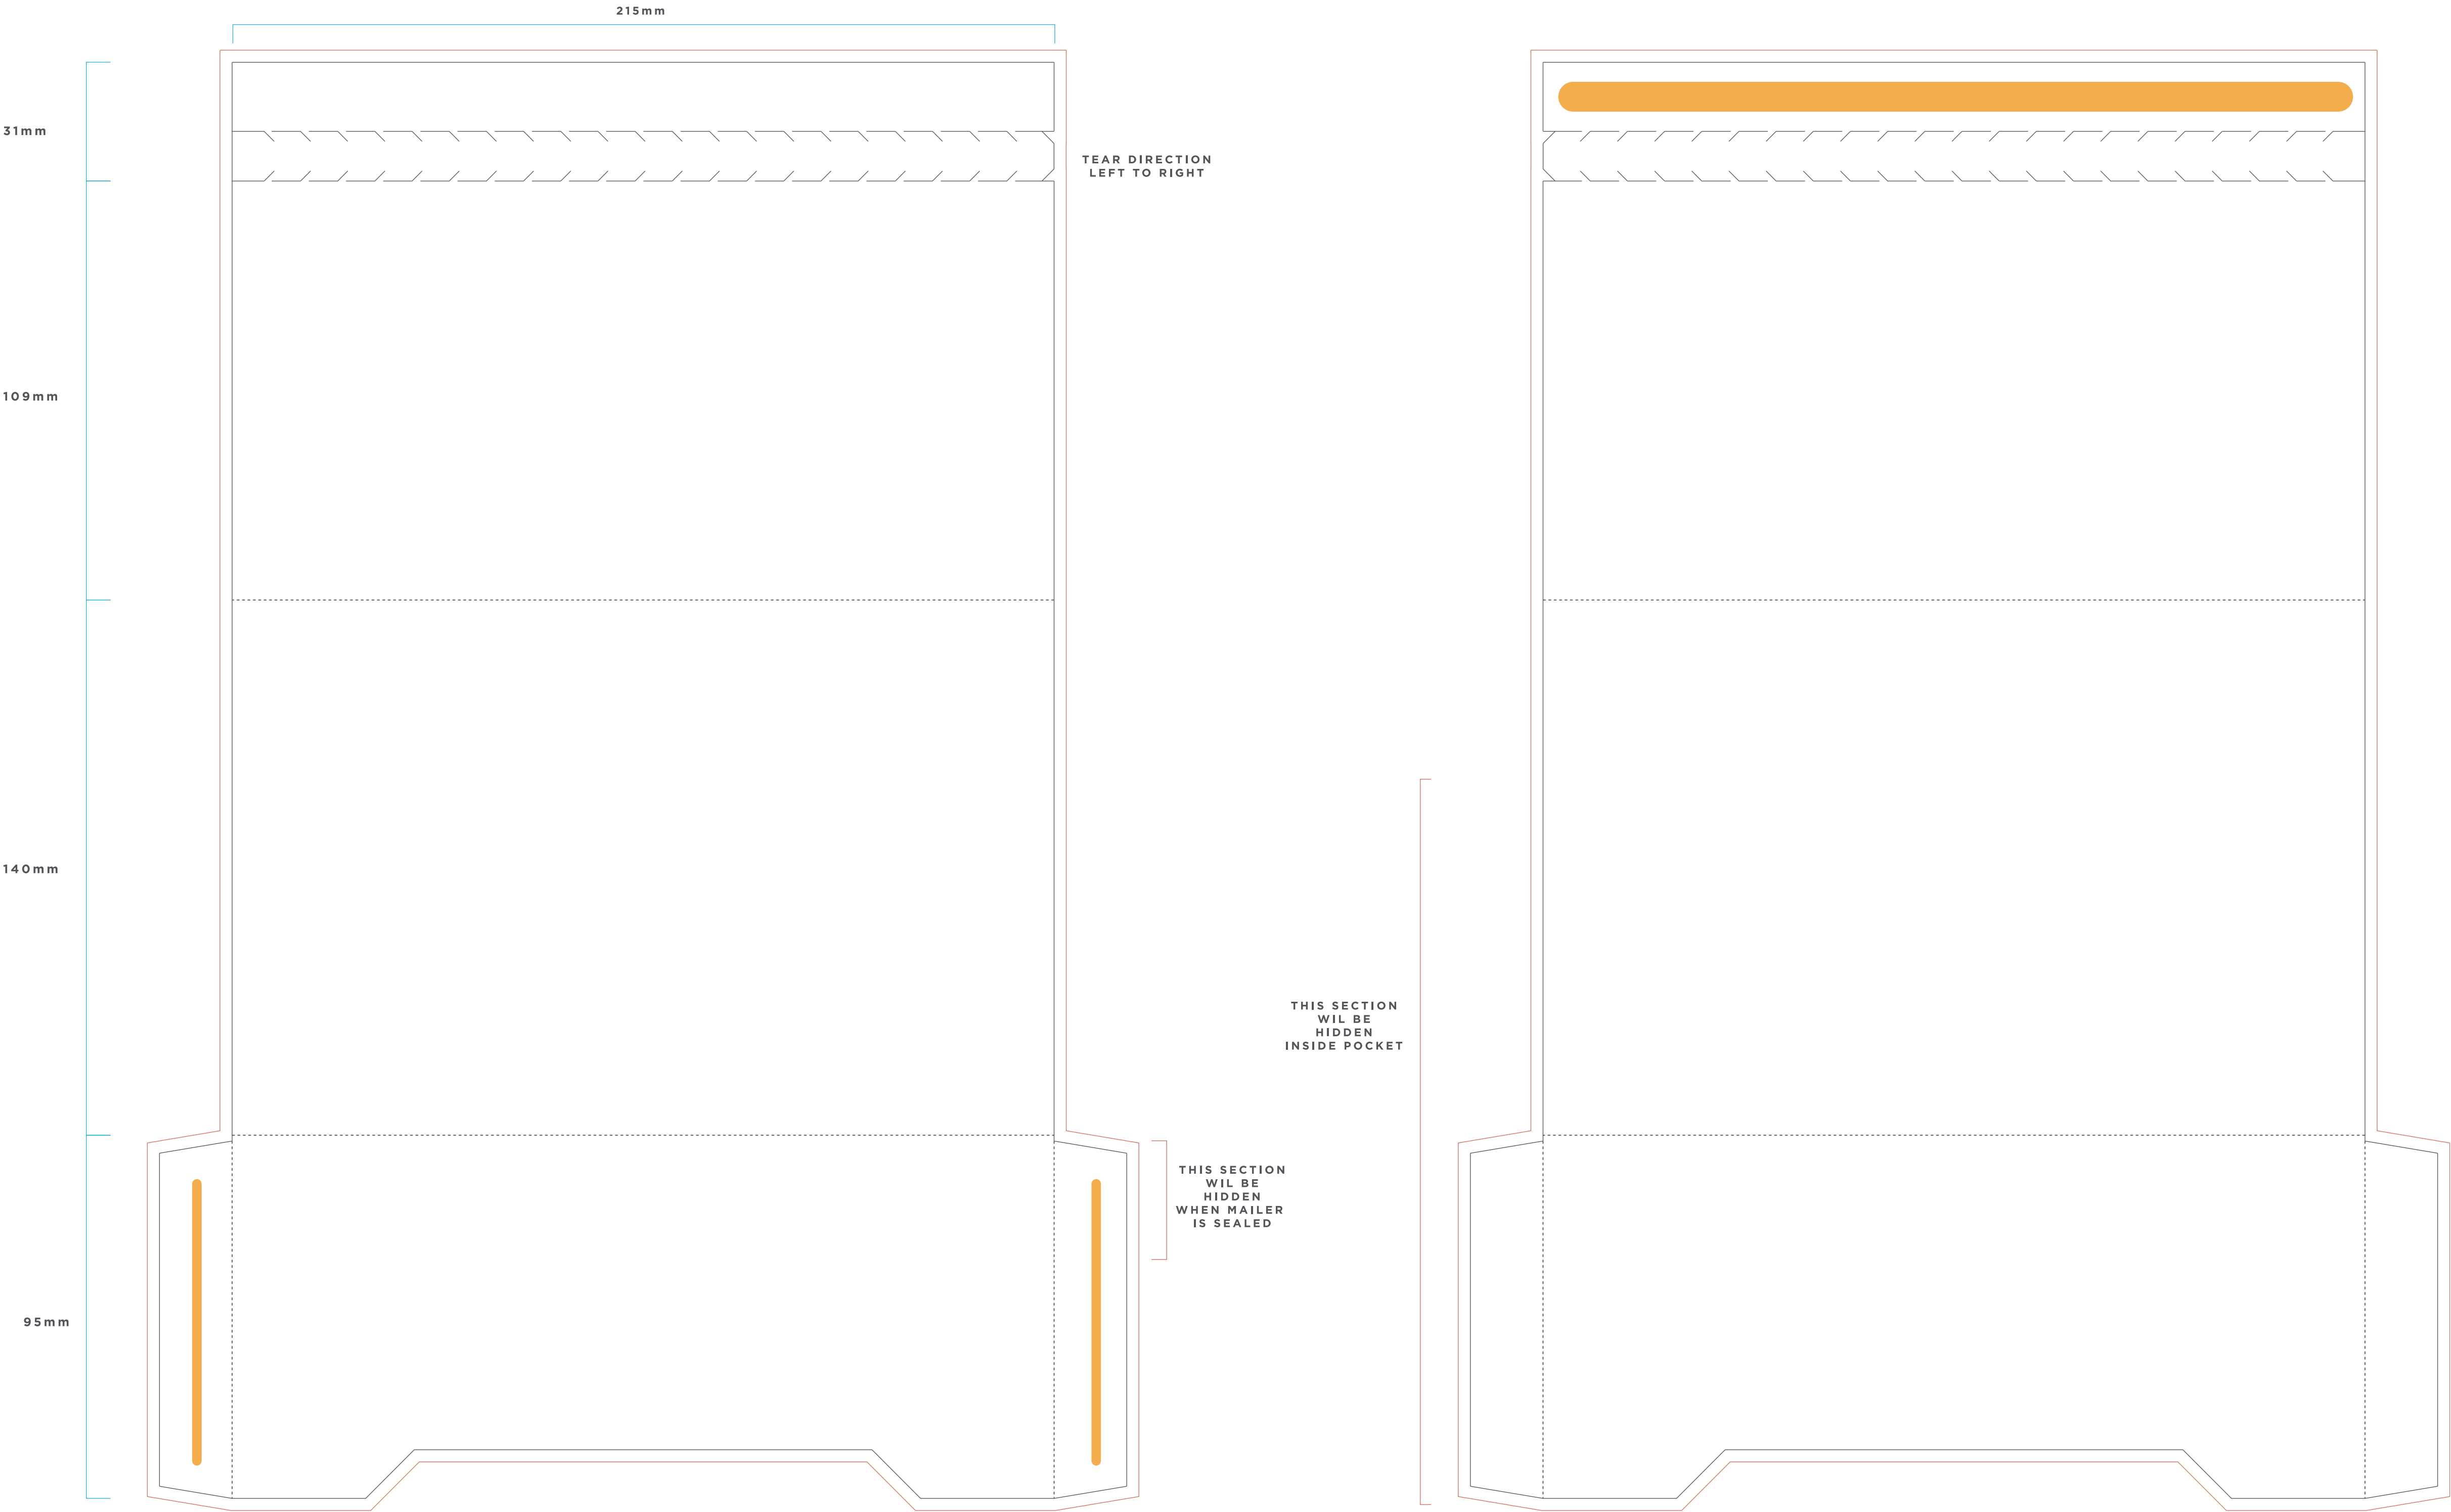 215mm
31mm
TEAR DIRECTION
LEFT TO RIGHT
109mm
140mm
THIS SECTION
WIL BE
HIDDEN
INSIDE POCKET
THIS SECTION
WIL BE
HIDDEN
WHEN MAILER
IS SEALED
95mm